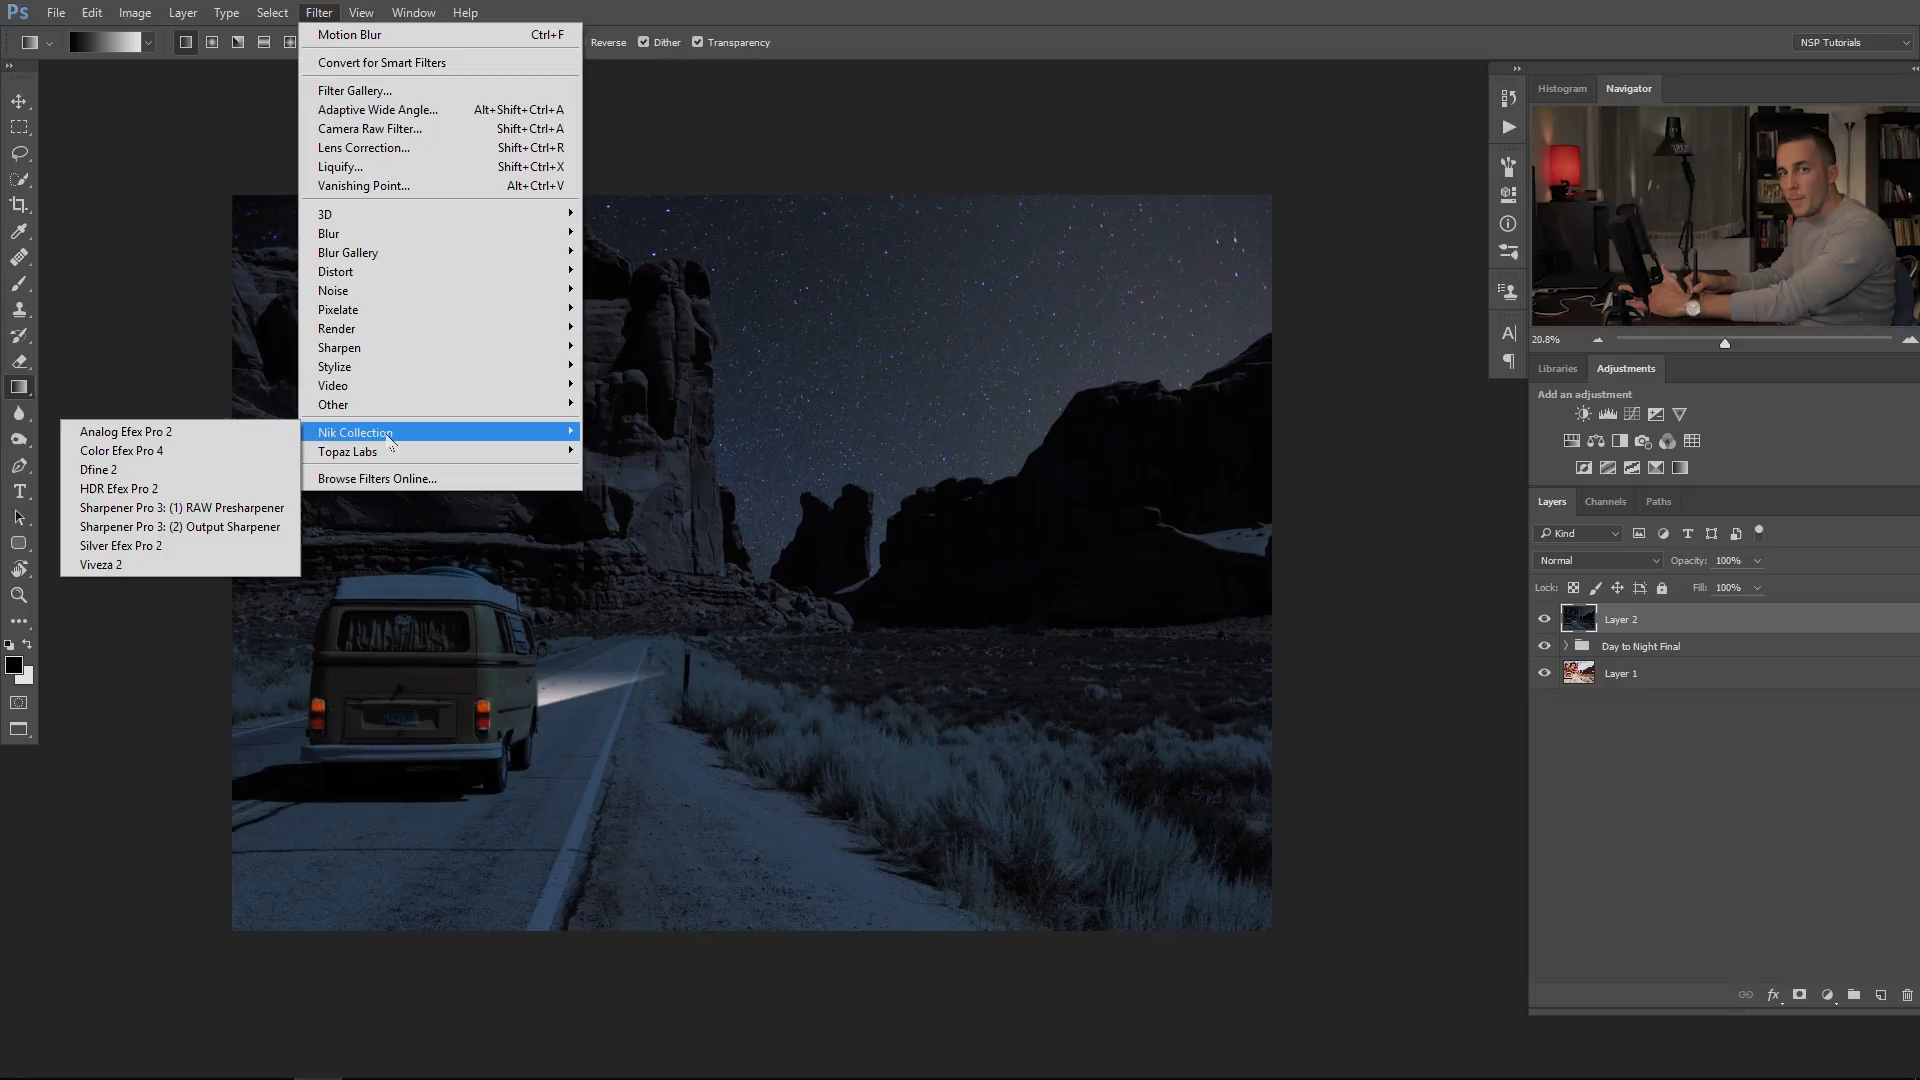 Ps File Edit Image Layer Type Select Filter View Window Help
Reverse Dither Transparency NSP Tutorials
Motion Blur Ctrl+F
Convert for Smart Filters
Filter Gallery...
Adaptive Wide Angle... Alt+Shift+Ctrl+A
Camera Raw Filter... Shift+Ctrl+A
Lens Correction... Shift+Ctrl+R
Liquify... Shift+Ctrl+X
Vanishing Point... Alt+Ctrl+V
3D
Blur
Blur Gallery
Distort
Noise
Pixelate
Render
Sharpen
Stylize
Video
Other
Nik Collection
Topaz Labs
Browse Filters Online...
Analog Efex Pro 2
Color Efex Pro 4
Dfine 2
HDR Efex Pro 2
Sharpener Pro 3: (1) RAW Presharpener
Sharpener Pro 3: (2) Output Sharpener
Silver Efex Pro 2
Viveza 2
Histogram Navigator
20.8%
Libraries Adjustments
Add an adjustment
Layers Channels Paths
Kind
Normal Opacity: 100%
Lock: Fill: 100%
Layer 2
Day to Night Final
Layer 1